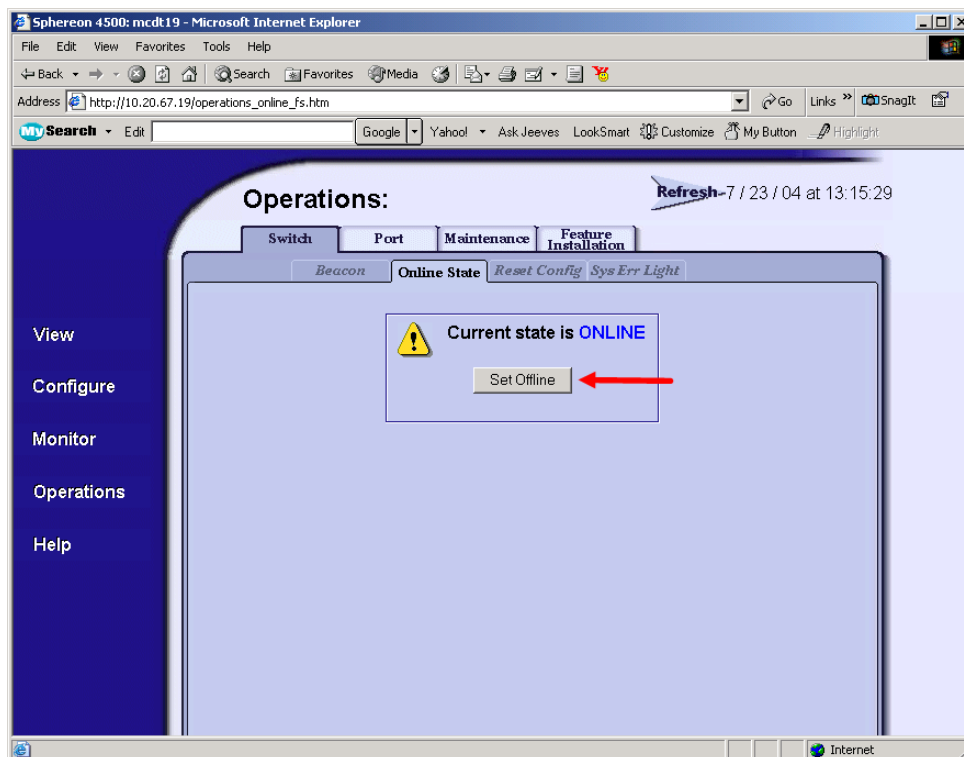 Sphereon 4500: mcdt19 - Microsoft Internet Explorer
File Edit View Favorites Tools Help
Back Search Favorites Media
Address http://10.20.67.19/operations_online_fs.htm Go Links » SnagIt
My Search Edit Google Yahoo! Ask Jeeves LookSmart Customize My Button Highlight
Operations:
Refresh-7 / 23 / 04 at 13:15:29
Switch Port Maintenance Feature Installation
Beacon Online State Reset Config Sys Err Light
Current state is ONLINE
Set Offline
View
Configure
Monitor
Operations
Help
Internet